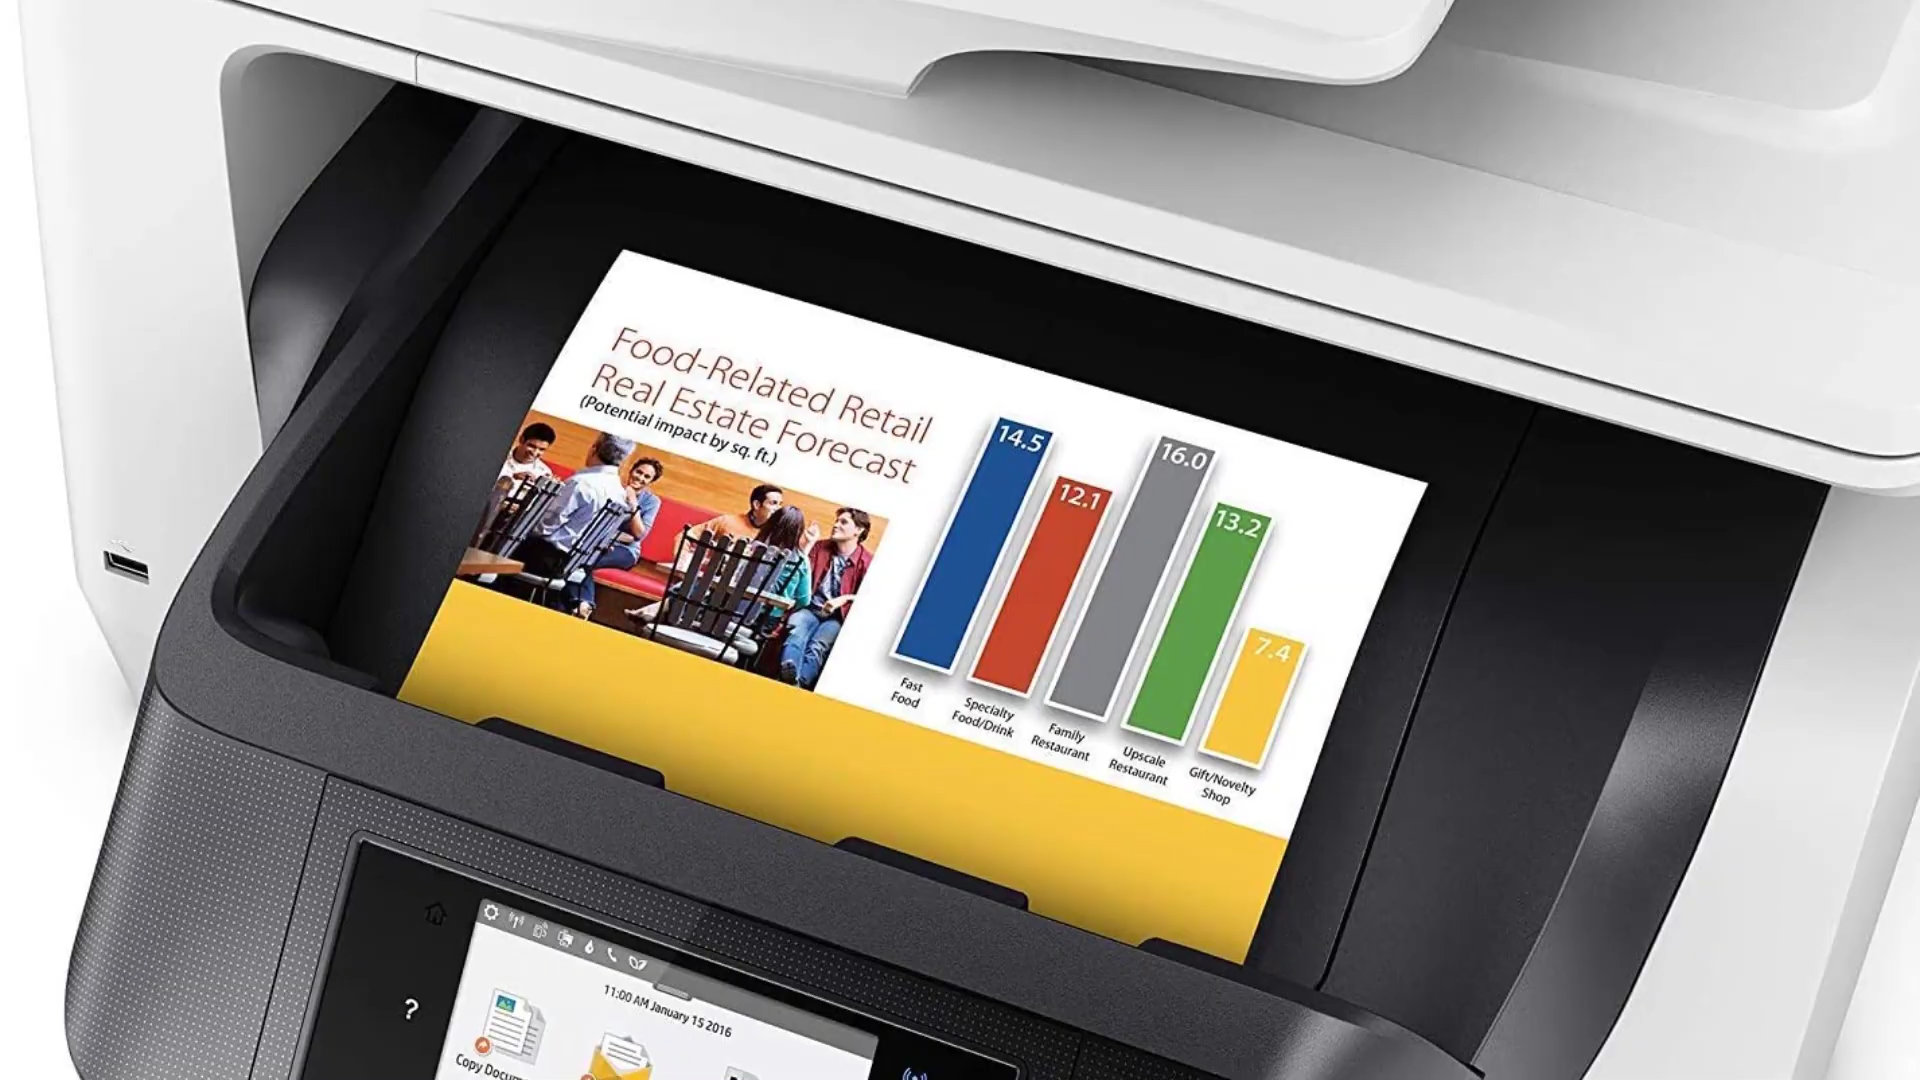 Food-Related Retail
Real Estate Forecast
(Potential impact by sq. ft.)
14.5
12.1
16.0
13.2
7.4
Fast
Food
Specialty
Food/Drink
Family
Restaurant
Upscale
Restaurant
Gift/Novelty
Shop
?
11:00 AM January 15 2016
Copy